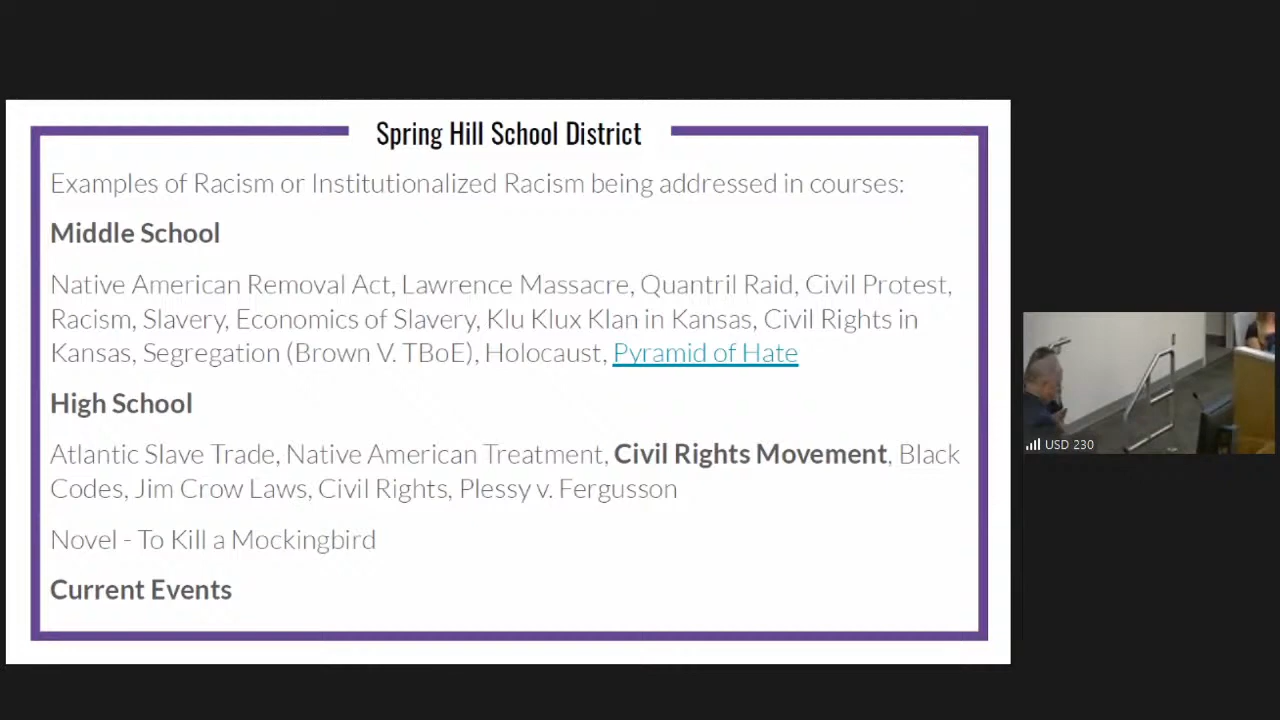 Spring Hill School District
Examples of Racism or Institutionalized Racism being addressed in courses:
Middle School
Native American Removal Act, Lawrence Massacre, Quantril Raid, Civil Protest,
Racism, Slavery, Economics of Slavery, Klu Klux Klan in Kansas, Civil Rights in
Kansas, Segregation (Brown V. TBoE), Holocaust, Pyramid of Hate
High School
Atlantic Slave Trade, Native American Treatment, Civil Rights Movement, Black
Codes, Jim Crow Laws, Civil Rights, Plessy v. Fergusson
Novel - To Kill a Mockingbird
Current Events
USD 230